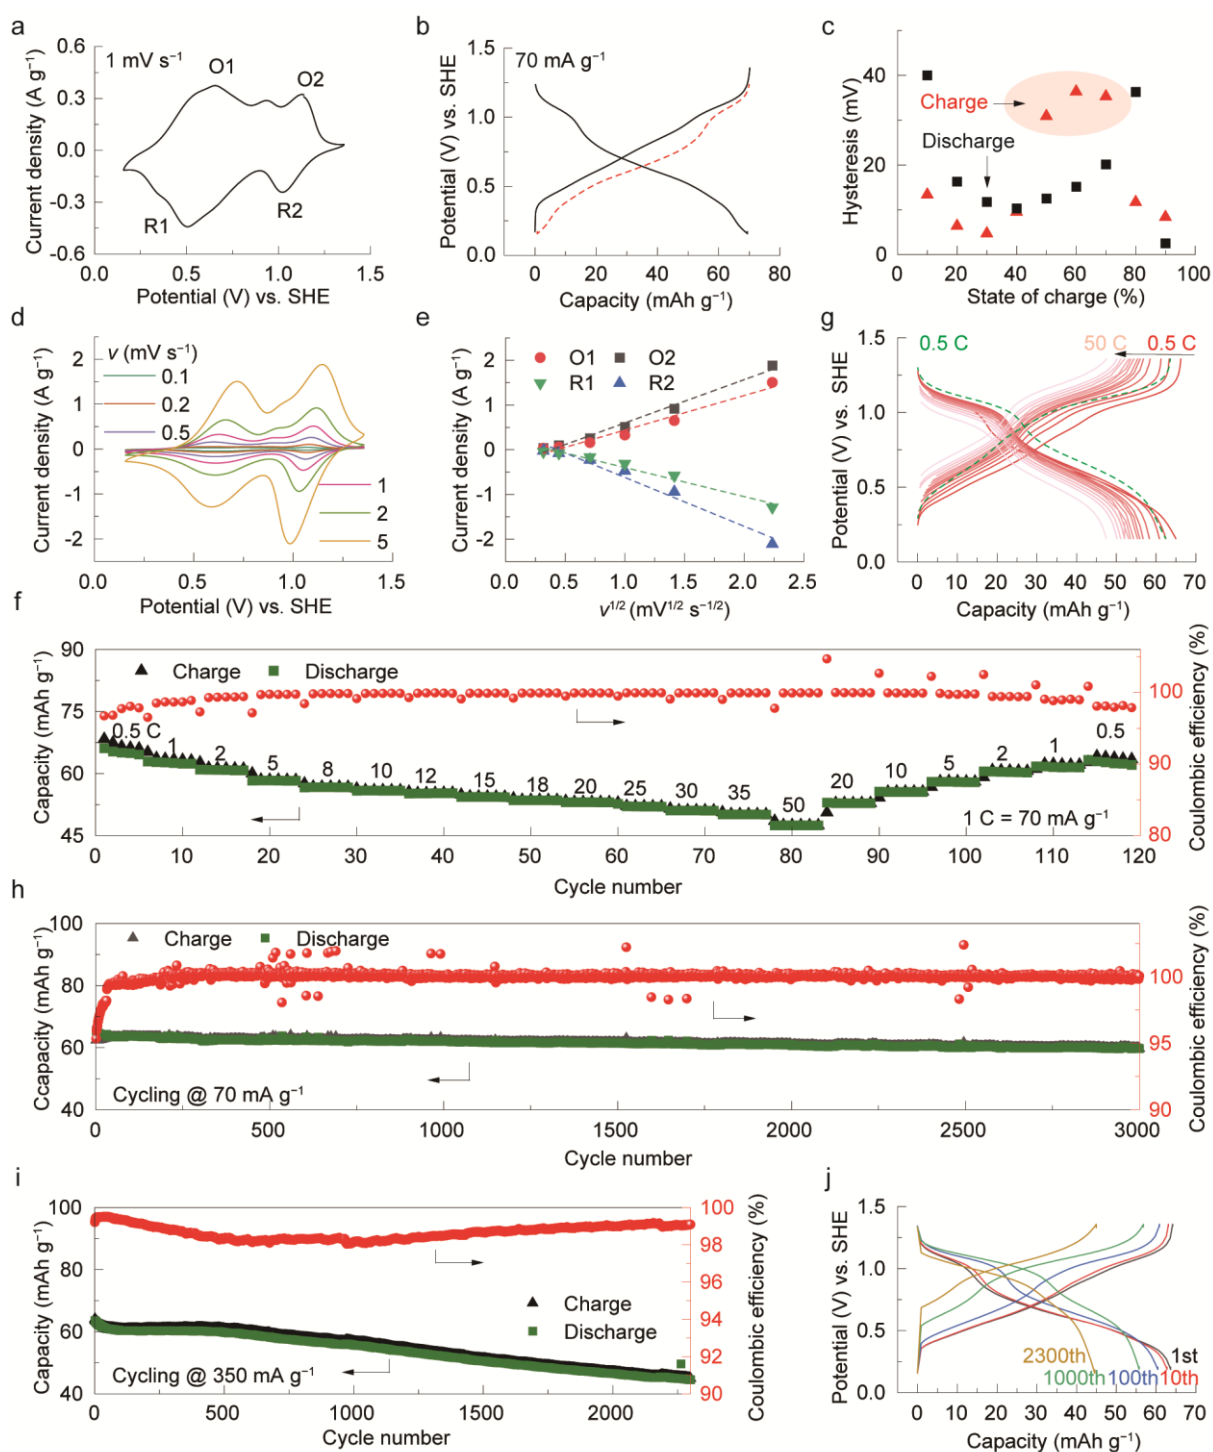 a
1 mV s⁻¹
O1
O2
R1
R2
Current density (A g⁻¹)
0.6
0.3
0.0
-0.3
-0.6
0.0 0.5 1.0 1.5
Potential (V) vs. SHE
b
70 mA g⁻¹
Potential (V) vs. SHE
1.5
1.0
0.5
0.0
0 20 40 60 80
Capacity (mAh g⁻¹)
c
Charge
Discharge
Hysteresis (mV)
40
20
0
0 20 40 60 80 100
State of charge (%)
d
v (mV s⁻¹)
0.1
0.2
0.5
1
2
5
Current density (A g⁻¹)
2
1
0
-1
-2
0.0 0.5 1.0 1.5
Potential (V) vs. SHE
e
O1 O2
R1 R2
Current density (A g⁻¹)
2
1
0
-1
-2
0.0 0.5 1.0 1.5 2.0 2.5
v¹ᐟ² (mV¹ᐟ² s⁻¹ᐟ²)
g
0.5 C 50 C 0.5 C
Potential (V) vs. SHE
1.5
1.0
0.5
0.0
0 10 20 30 40 50 60 70
Capacity (mAh g⁻¹)
f
Charge Discharge
0.5 C 1 2 5 8 10 12 15 18 20 25 30 35 50 20 10 5 2 1 0.5
1 C = 70 mA g⁻¹
Capacity (mAh g⁻¹)
90
75
60
45
Coulombic efficiency (%)
100
90
80
0 10 20 30 40 50 60 70 80 90 100 110 120
Cycle number
h
Charge Discharge
Cycling @ 70 mA g⁻¹
Ccapacity (mAh g⁻¹)
100
80
60
40
Coulombic efficiency (%)
100
95
90
0 500 1000 1500 2000 2500 3000
Cycle number
i
Charge
Discharge
Cycling @ 350 mA g⁻¹
Capacity (mAh g⁻¹)
100
80
60
40
Coulombic efficiency (%)
100
98
96
94
92
90
0 500 1000 1500 2000
Cycle number
j
2300th 1st
1000th 100th 10th
Potential (V) vs. SHE
1.5
1.0
0.5
0.0
0 10 20 30 40 50 60 70
Capacity (mAh g⁻¹)